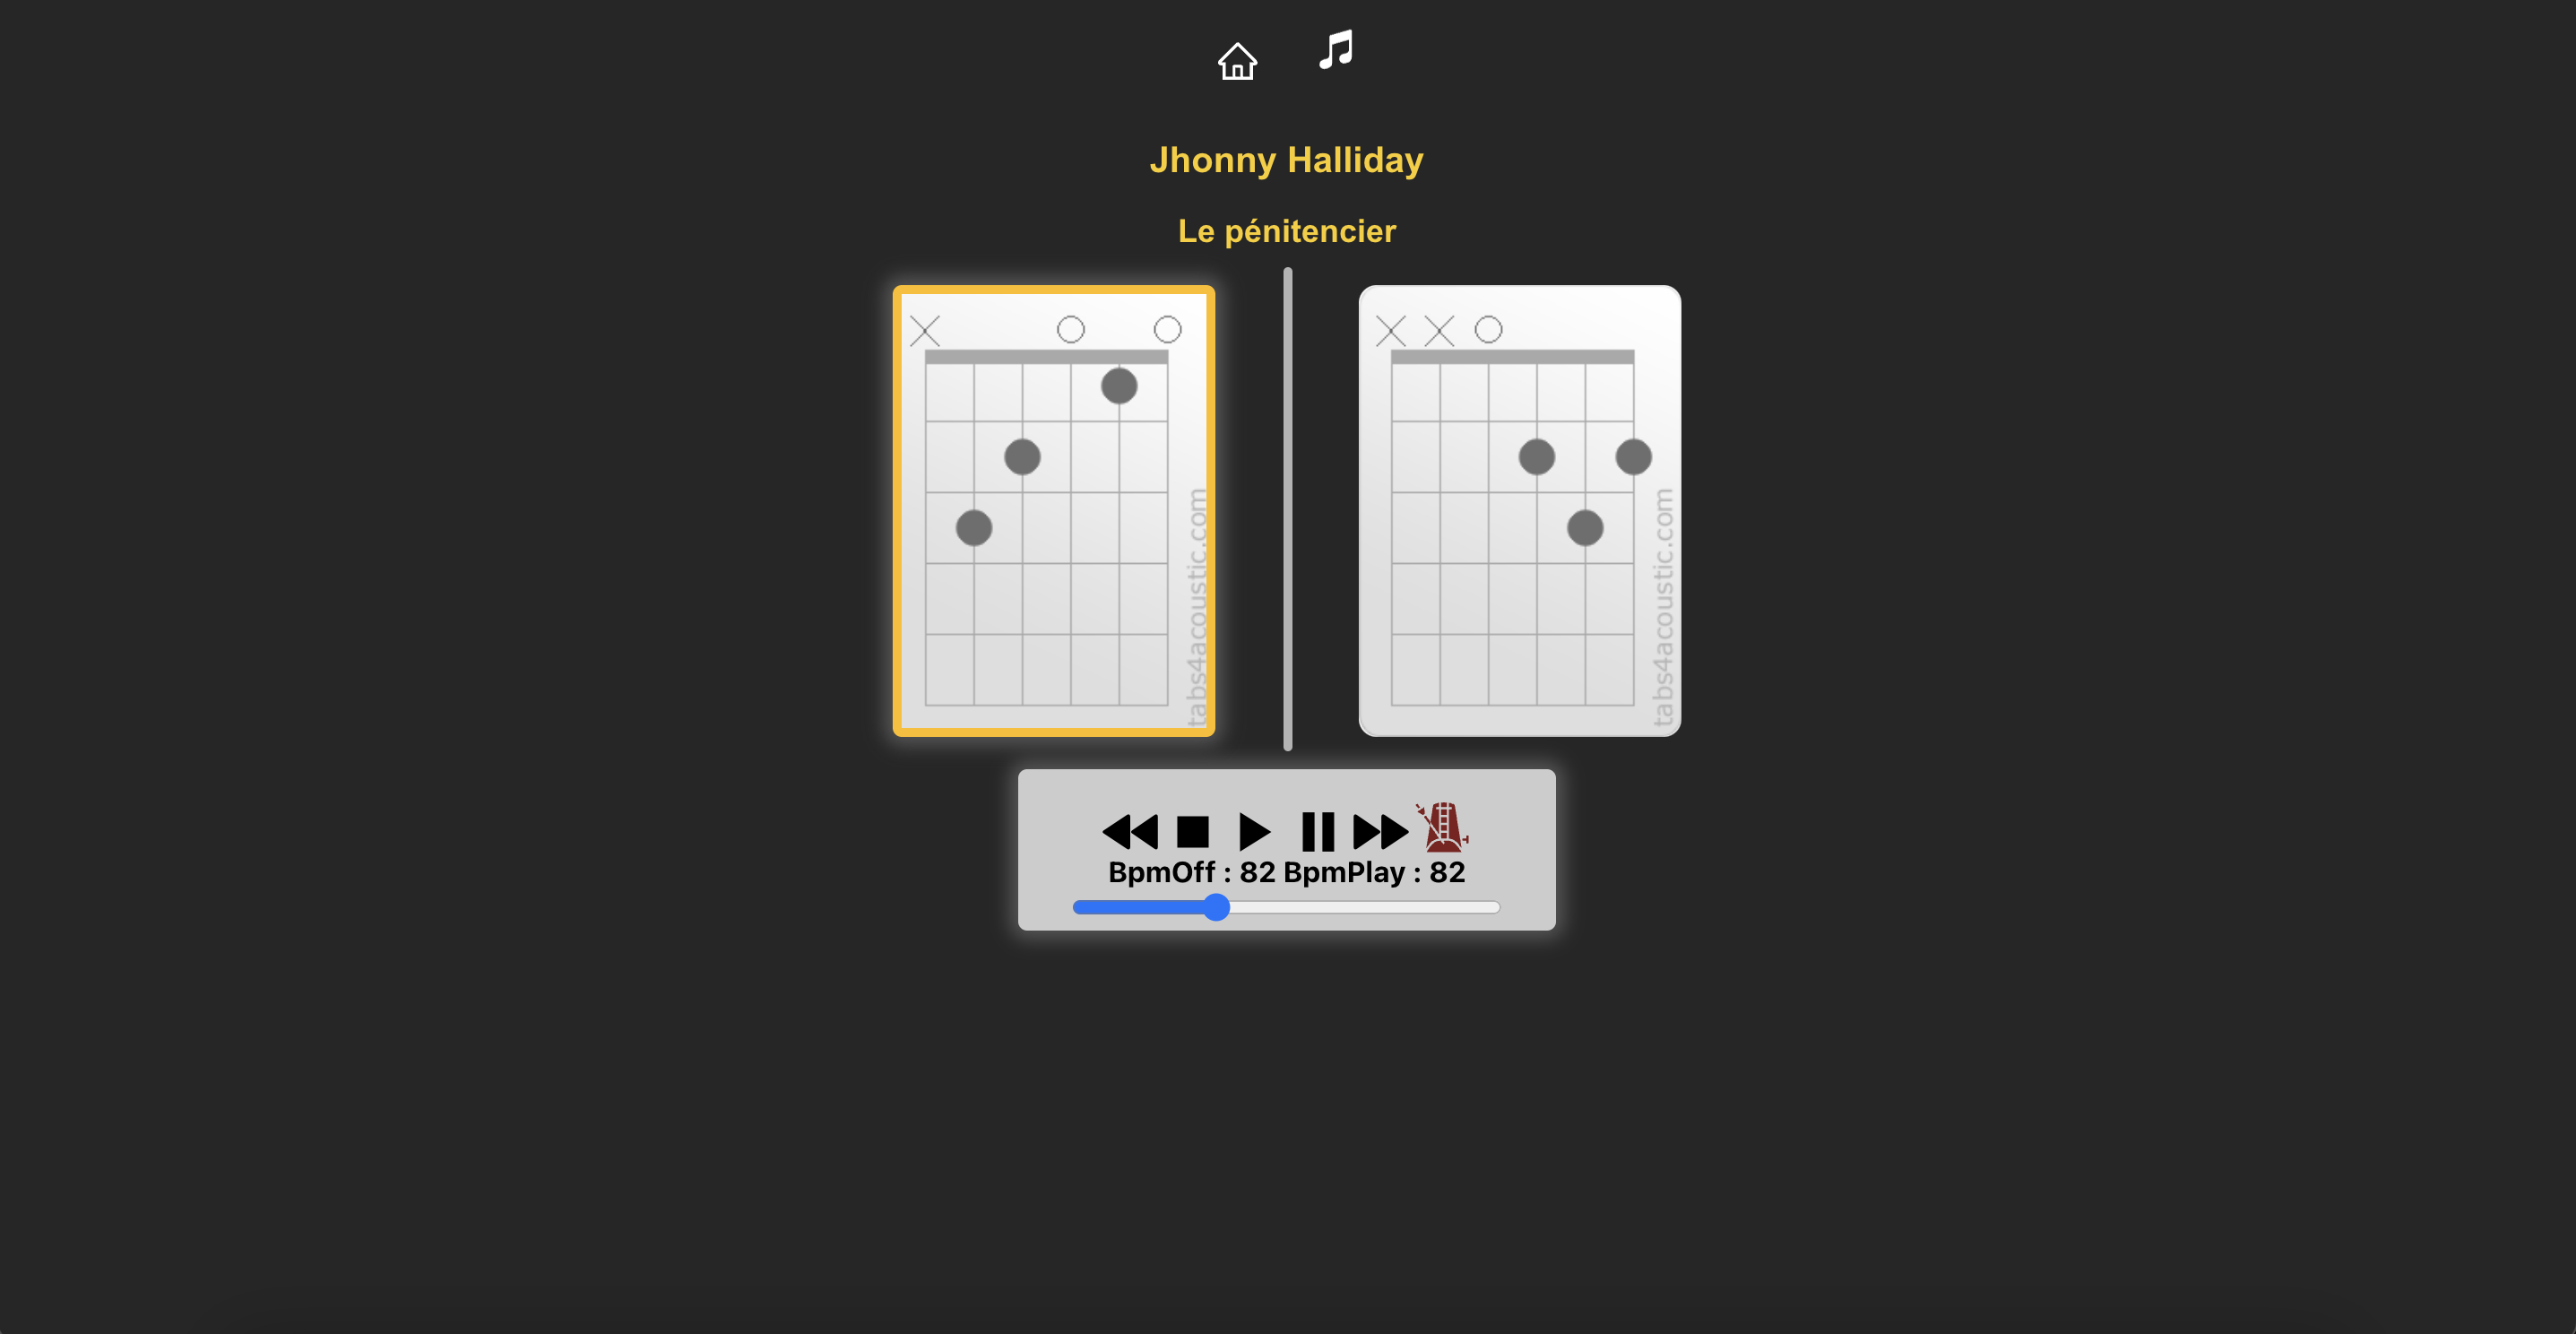 Jhonny Halliday
Le pénitencier
tabs4acoustic.com
tabs4acoustic.com
BpmOff : 82 BpmPlay : 82